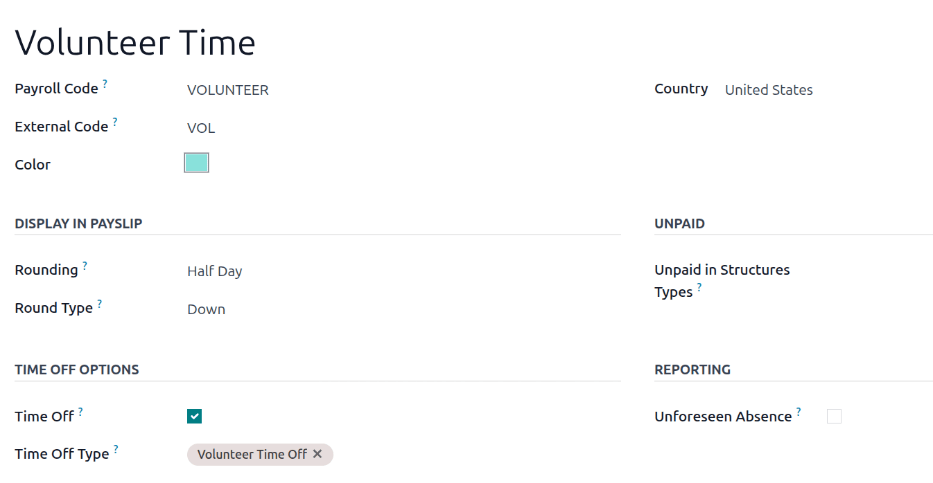 Volunteer Time
Payroll Code ? VOLUNTEER
Country United States
External Code ? VOL
Color
DISPLAY IN PAYSLIP
UNPAID
Rounding ? Half Day
Unpaid in Structures
Types ?
Round Type ? Down
TIME OFF OPTIONS
REPORTING
Time Off ?
Unforeseen Absence ?
Time Off Type ? Volunteer Time Off ×